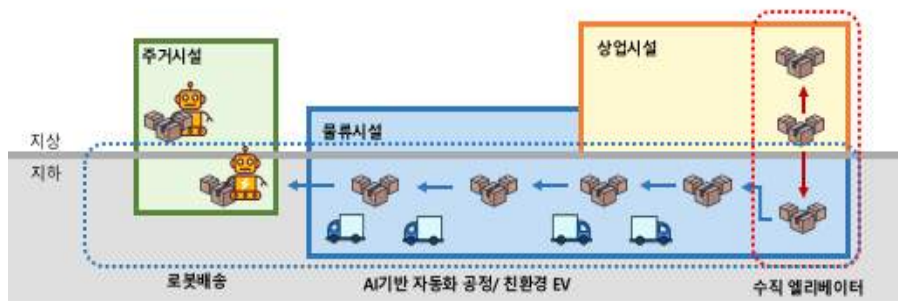 주거시설
상업시설
물류시설
지상
지하
로봇배송
AI기반 자동화 공정/ 친환경 EV
수직 엘리베이터